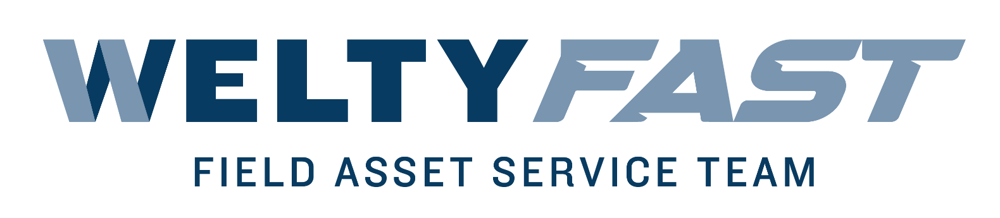 WELTYFAST
FIELD ASSET SERVICE TEAM